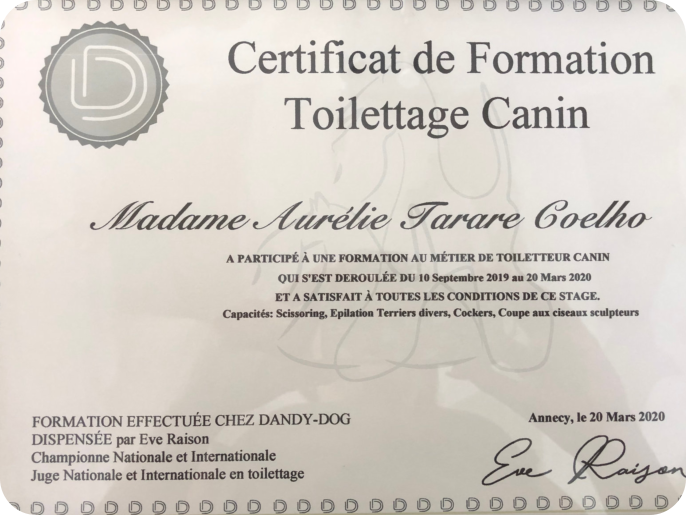 Certificat de Formation
Toilettage Canin
Madame Aurélie Tarare Coelho
A PARTICIPÉ À UNE FORMATION AU MÉTIER DE TOILETTEUR CANIN
QUI S'EST DEROULÉE DU 10 Septembre 2019 au 20 Mars 2020
ET A SATISFAIT À TOUTES LES CONDITIONS DE CE STAGE.
Capacités: Scissoring, Epilation Terriers divers, Cockers, Coupe aux ciseaux sculpteurs
FORMATION EFFECTUÉE CHEZ DANDY-DOG
DISPENSÉE par Eve Raison
Championne Nationale et Internationale
Juge Nationale et Internationale en toilettage
Annecy, le 20 Mars 2020
Eve Raison